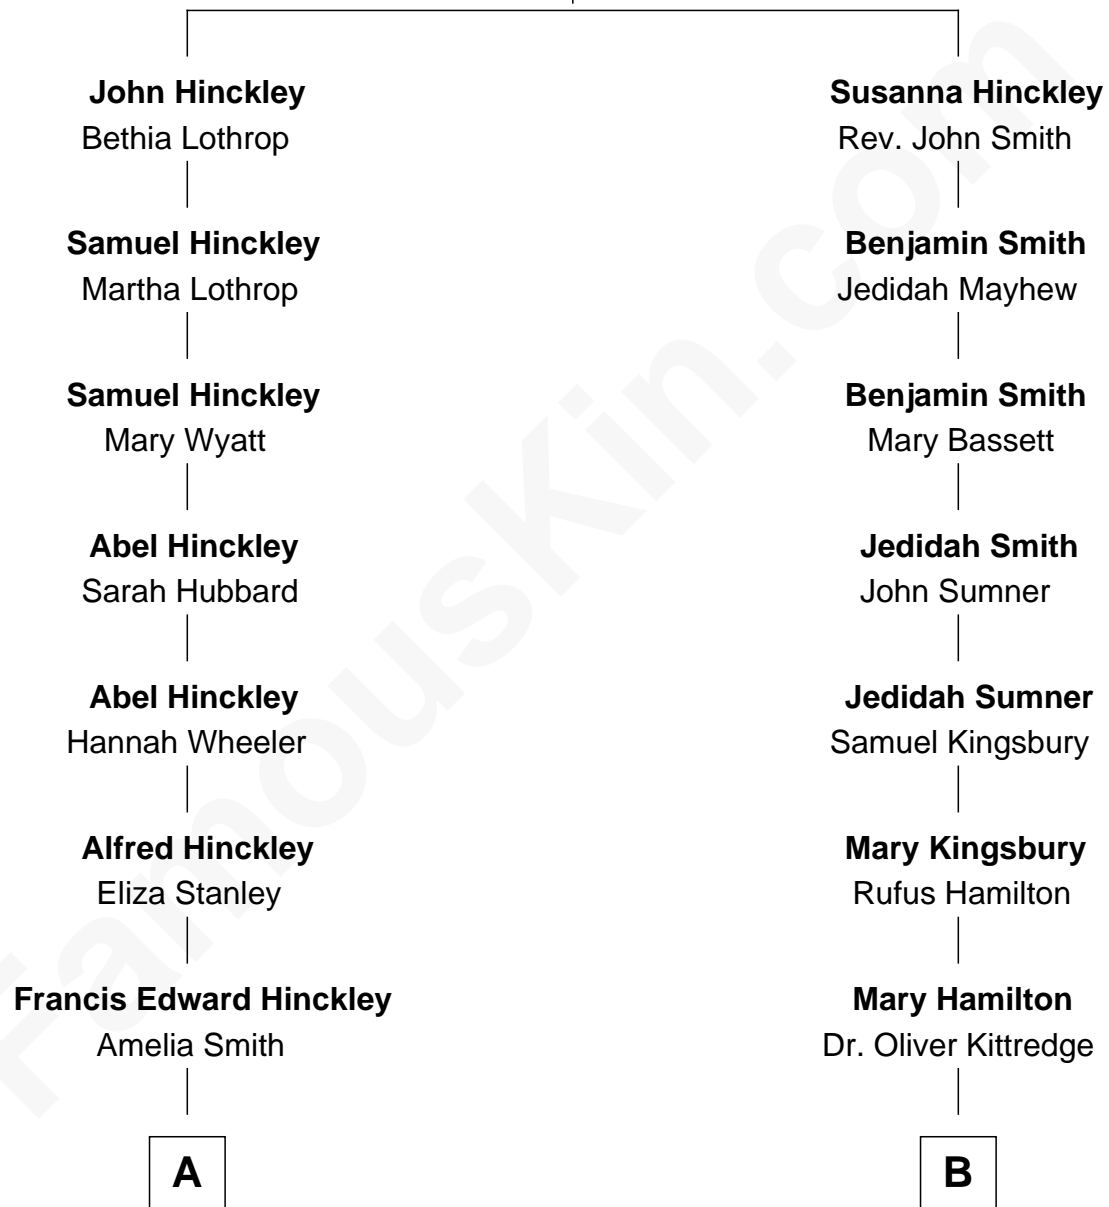 John Hinckley
Bethia Lothrop
Susanna Hinckley
Rev. John Smith
Samuel Hinckley
Martha Lothrop
Benjamin Smith
Jedidah Mayhew
Samuel Hinckley
Mary Wyatt
Benjamin Smith
Mary Bassett
Abel Hinckley
Sarah Hubbard
Jedidah Smith
John Sumner
Abel Hinckley
Hannah Wheeler
Jedidah Sumner
Samuel Kingsbury
Alfred Hinckley
Eliza Stanley
Mary Kingsbury
Rufus Hamilton
Francis Edward Hinckley
Amelia Smith
Mary Hamilton
Dr. Oliver Kittredge
A
B
FamousKin.com